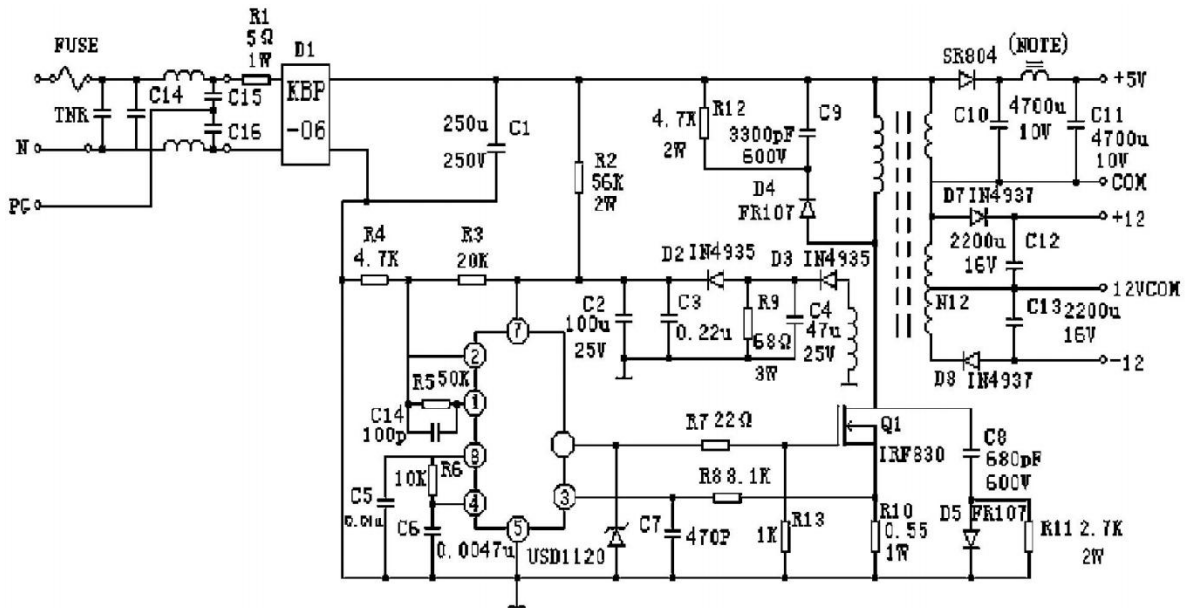 FUSE
R1
5Ω
1W
D1
KBP
-06
TNR
C14
C15
C16
N
PG
250u
250V
C1
R2
56K
2W
4.7K
2W
R12
C9
3300pF
600V
D4
FR107
SR804
(NOTE)
+5V
C10
4700u
10V
C11
4700u
10V
COM
D7 IN4937
+12
2200u
16V
C12
12VCOM
N12
C13
2200u
16V
-12
D8
IN4937
R4
4.7K
R3
20K
D2 IN4935
D3 IN4935
C2
100u
25V
C3
0.22u
R9
68Ω
3W
C4
47u
25V
7
2
R5 50K
1
C14
100p
8
10K
R6
4
C5
0.01u
C6
0.0047u
5
3
USD1120
R7 22Ω
R8 8.1K
C7
470P
R13
1K
Q1
IRF830
R10
0.55
1W
C8
680pF
600V
D5 FR107
R11 2.7K
2W